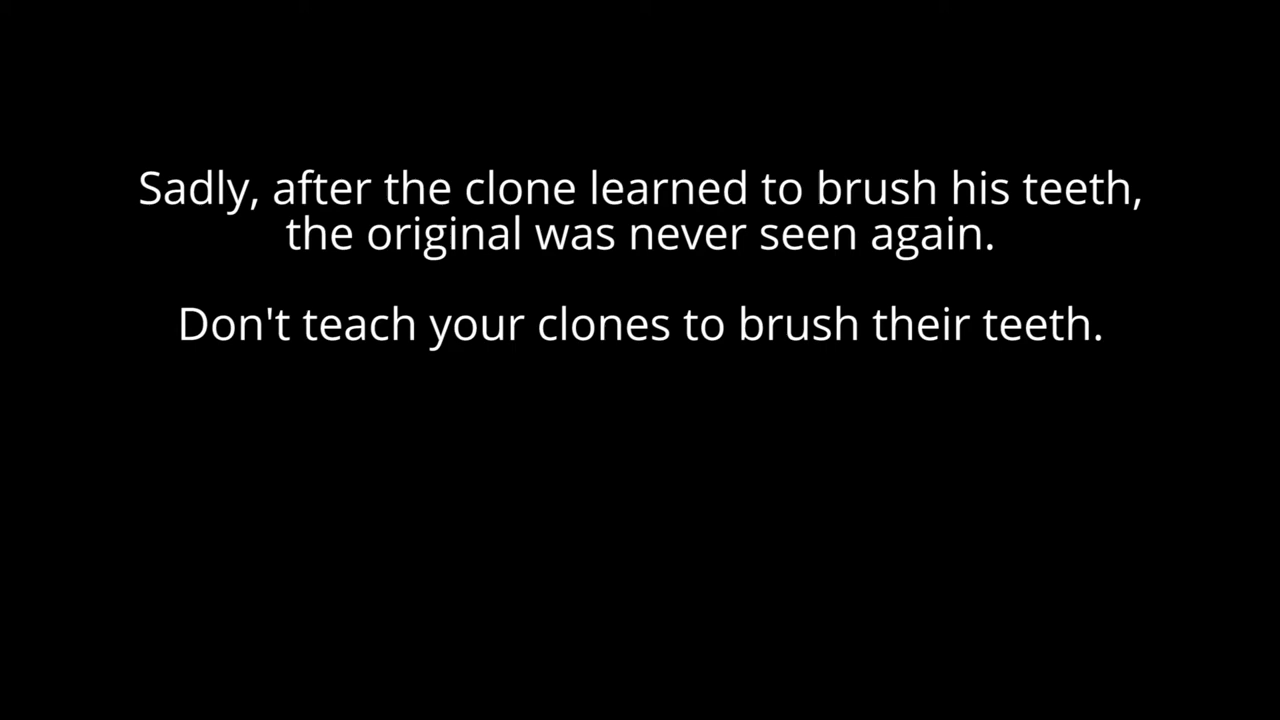 Sadly, after the clone learned to brush his teeth,
the original was never seen again.
Don't teach your clones to brush their teeth.